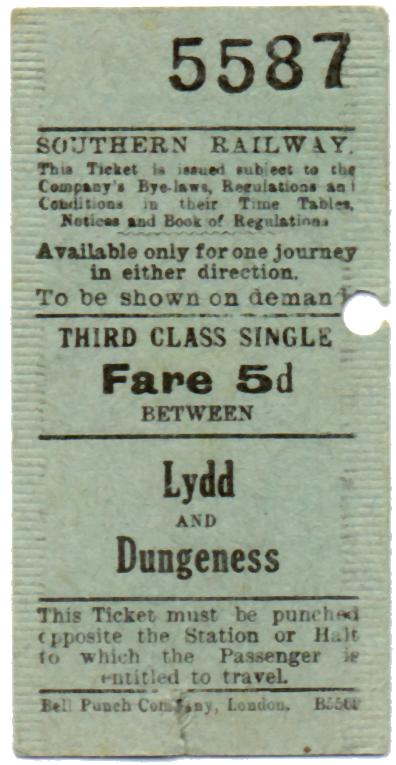 5587
SOUTHERN RAILWAY.
This Ticket is issued subject to the
Company's Bye-laws, Regulations and
Conditions in their Time Tables,
Notices and Book of Regulations
Available only for one journey
in either direction.
To be shown on demand
THIRD CLASS SINGLE
Fare 5d
BETWEEN
Lydd
AND
Dungeness
This Ticket must be punched
opposite the Station or Halt
to which the Passenger is
entitled to travel.
Bell Punch Company, London.